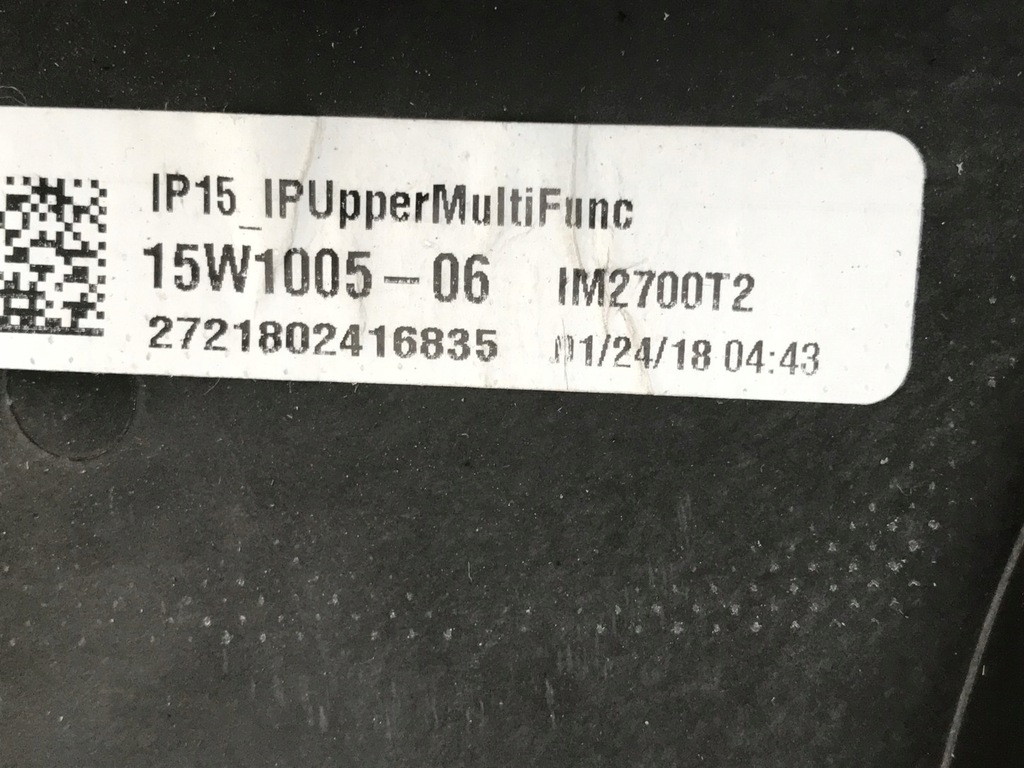 IP15_IPUpperMultiFunc
15W1005-06 IM2700T2
2721802416835 01/24/18 04:43